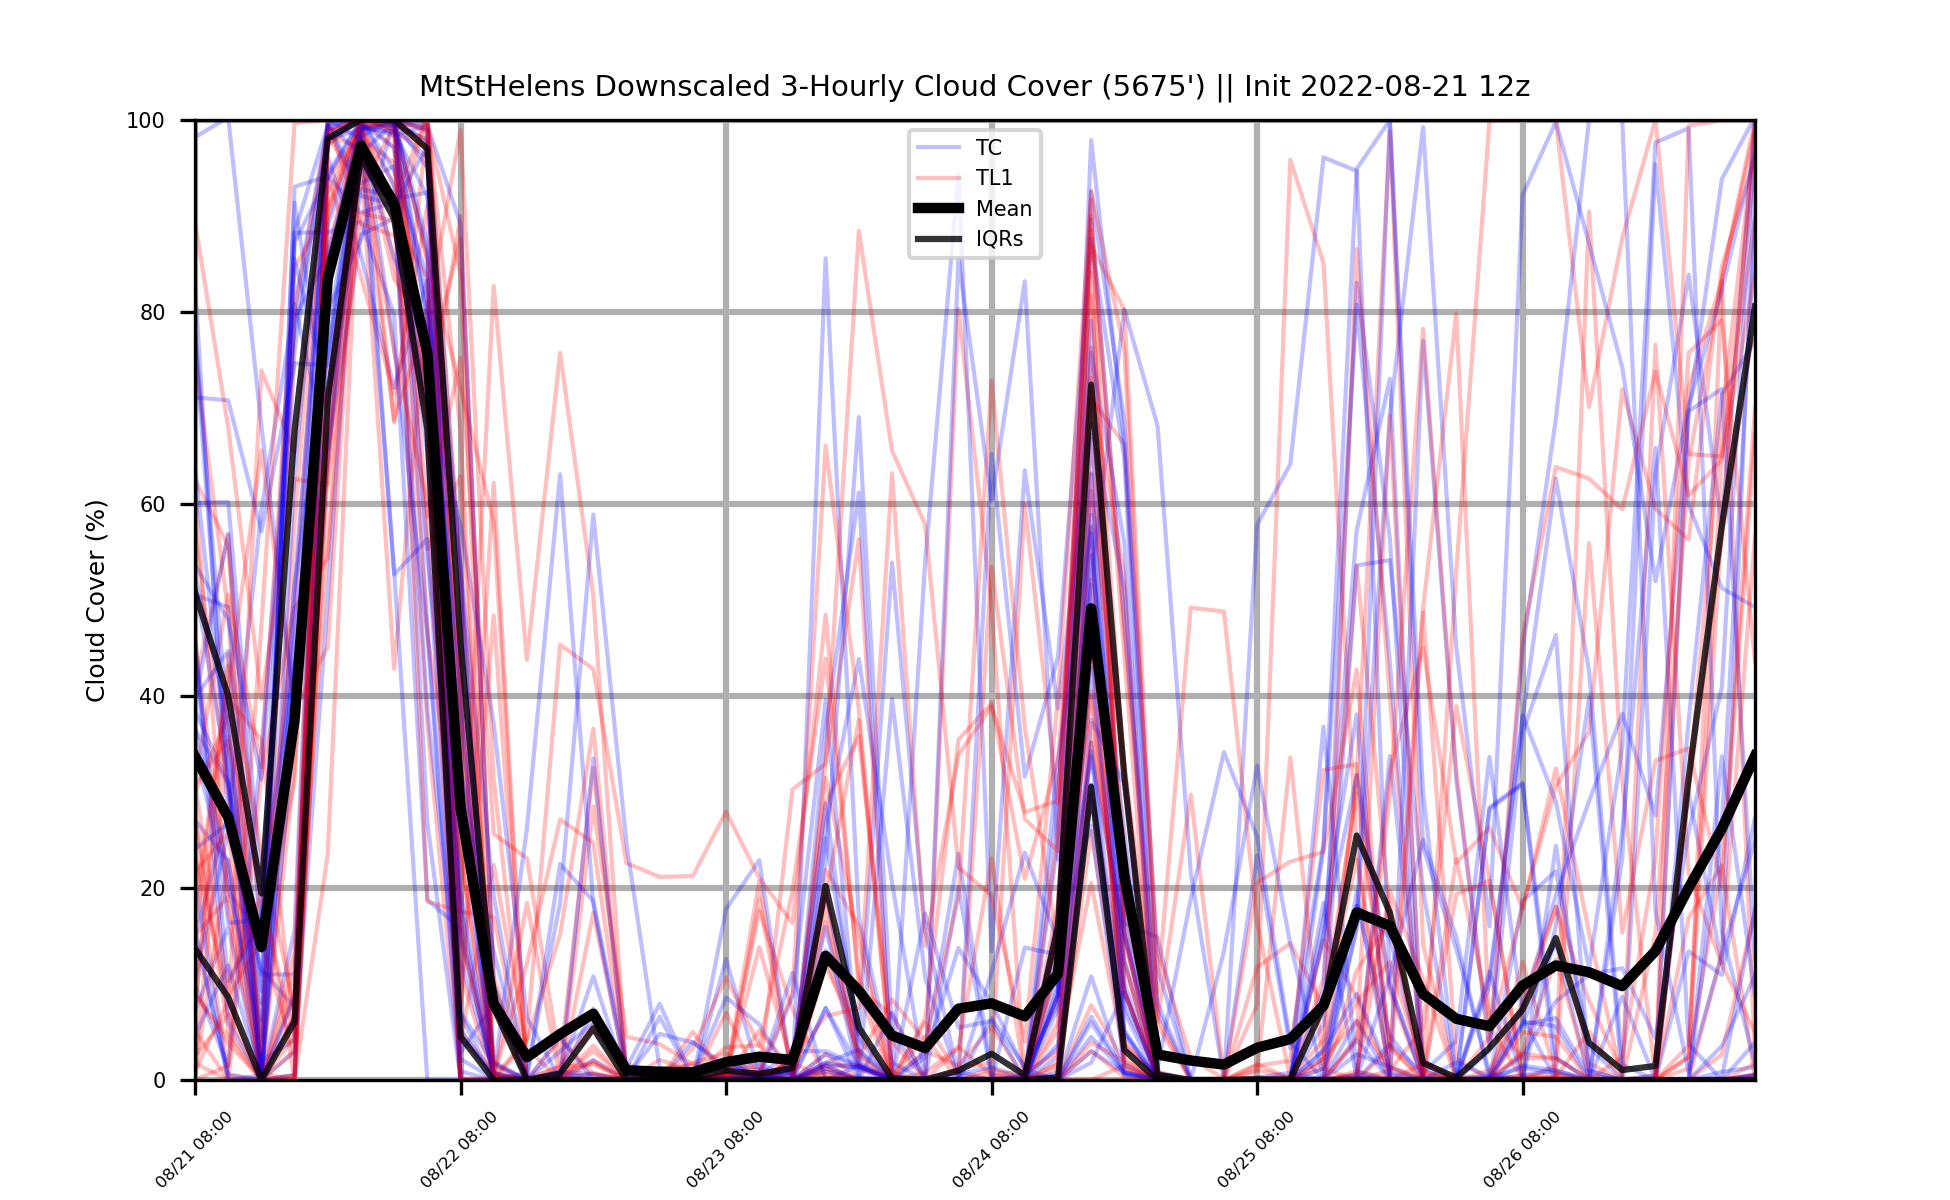 MtStHelens Downscaled 3-Hourly Cloud Cover (5675') || Init 2022-08-21 12z
TC
TL1
Mean
IQRs
Cloud Cover (%)
100
80
60
40
20
0
08/21 08:00
08/22 08:00
08/23 08:00
08/24 08:00
08/25 08:00
08/26 08:00